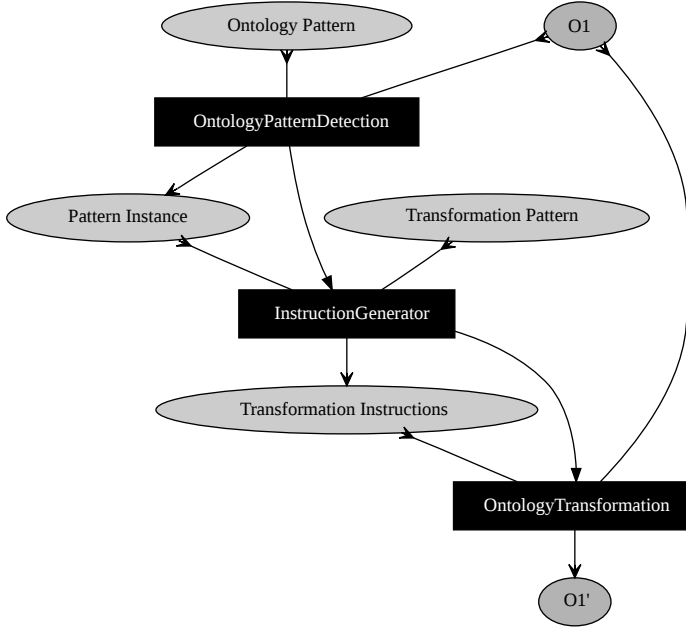 Ontology Pattern
O1
OntologyPatternDetection
Pattern Instance
Transformation Pattern
InstructionGenerator
Transformation Instructions
OntologyTransformation
O1'